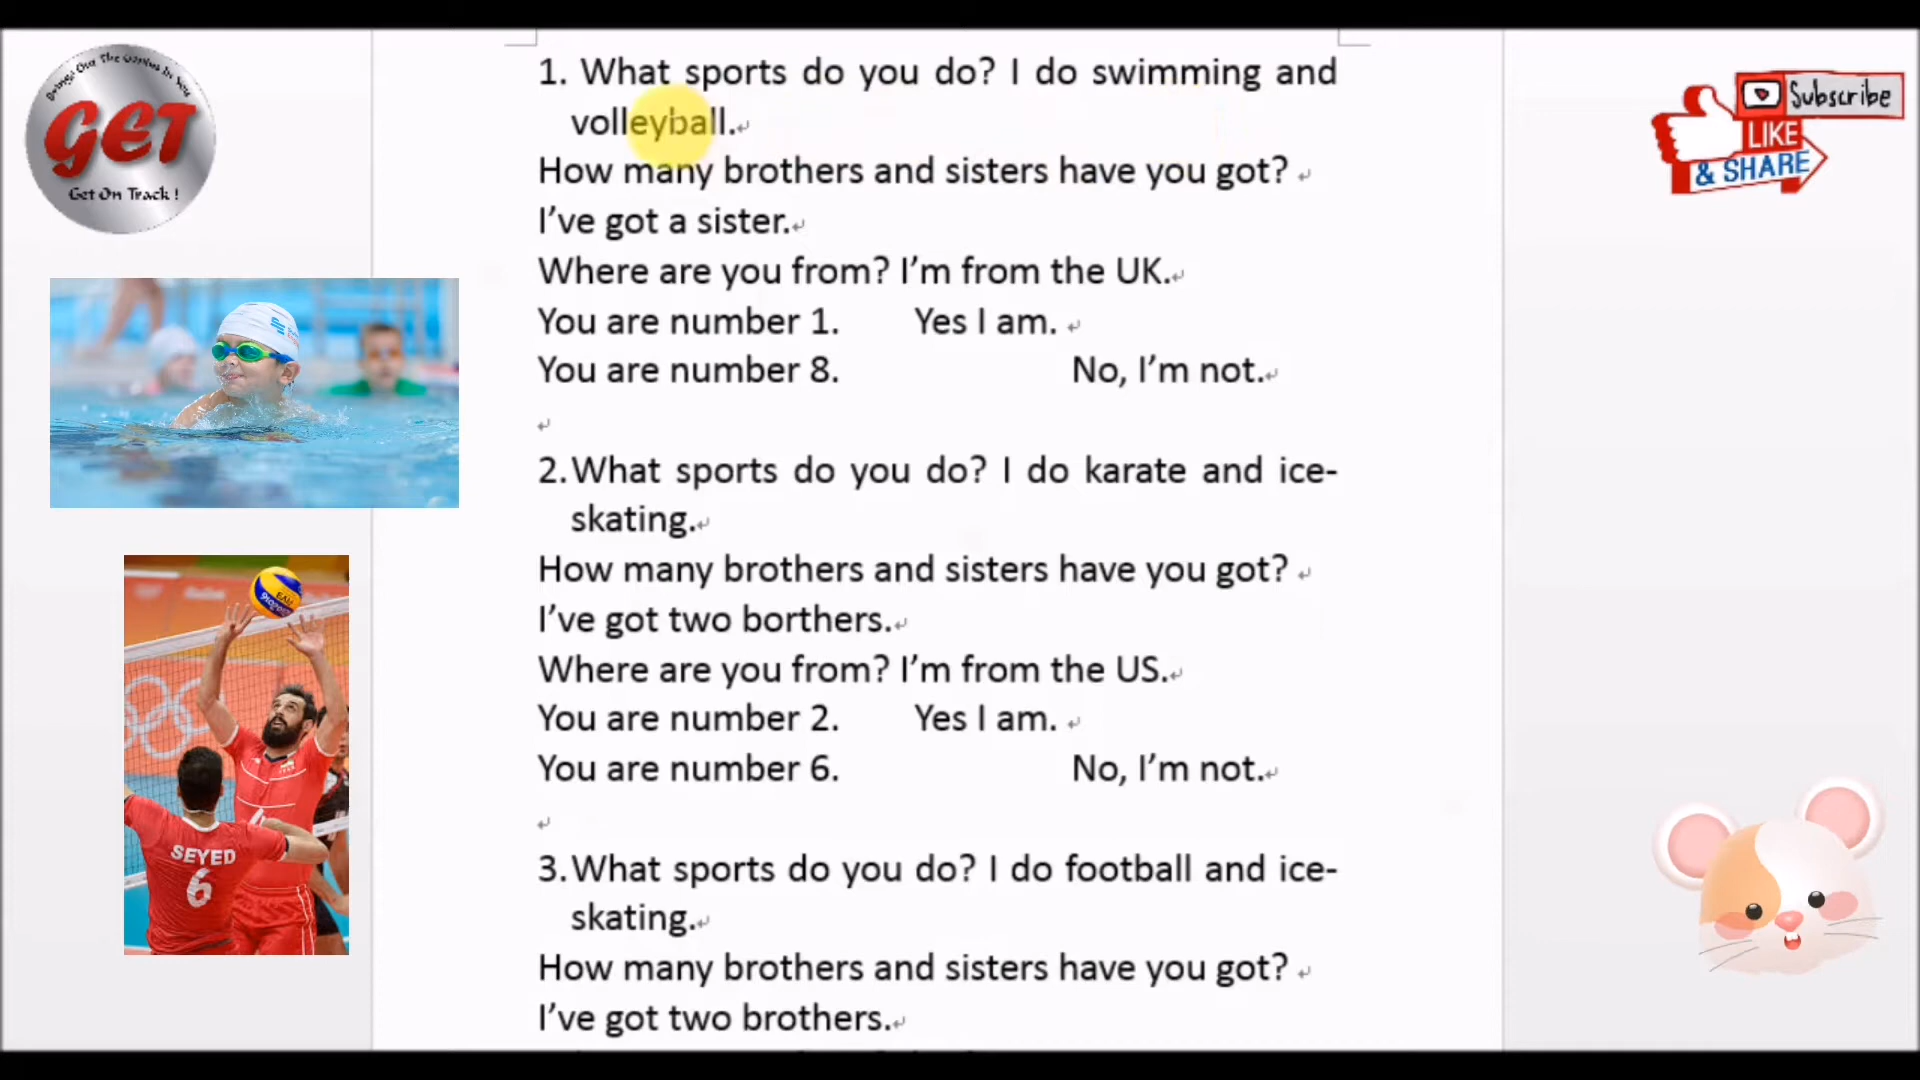 Brings Out The Genius In You
GET
Get On Track !
Subscribe
LIKE
& SHARE
1. What sports do you do? I do swimming and
volleyball.
How many brothers and sisters have you got?
I've got a sister.
Where are you from? I'm from the UK.
You are number 1. Yes I am.
You are number 8. No, I'm not.
2.What sports do you do? I do karate and ice-
skating.
How many brothers and sisters have you got?
I've got two borthers.
Where are you from? I'm from the US.
You are number 2. Yes I am.
You are number 6. No, I'm not.
3.What sports do you do? I do football and ice-
skating.
How many brothers and sisters have you got?
I've got two brothers.
SEYED
6